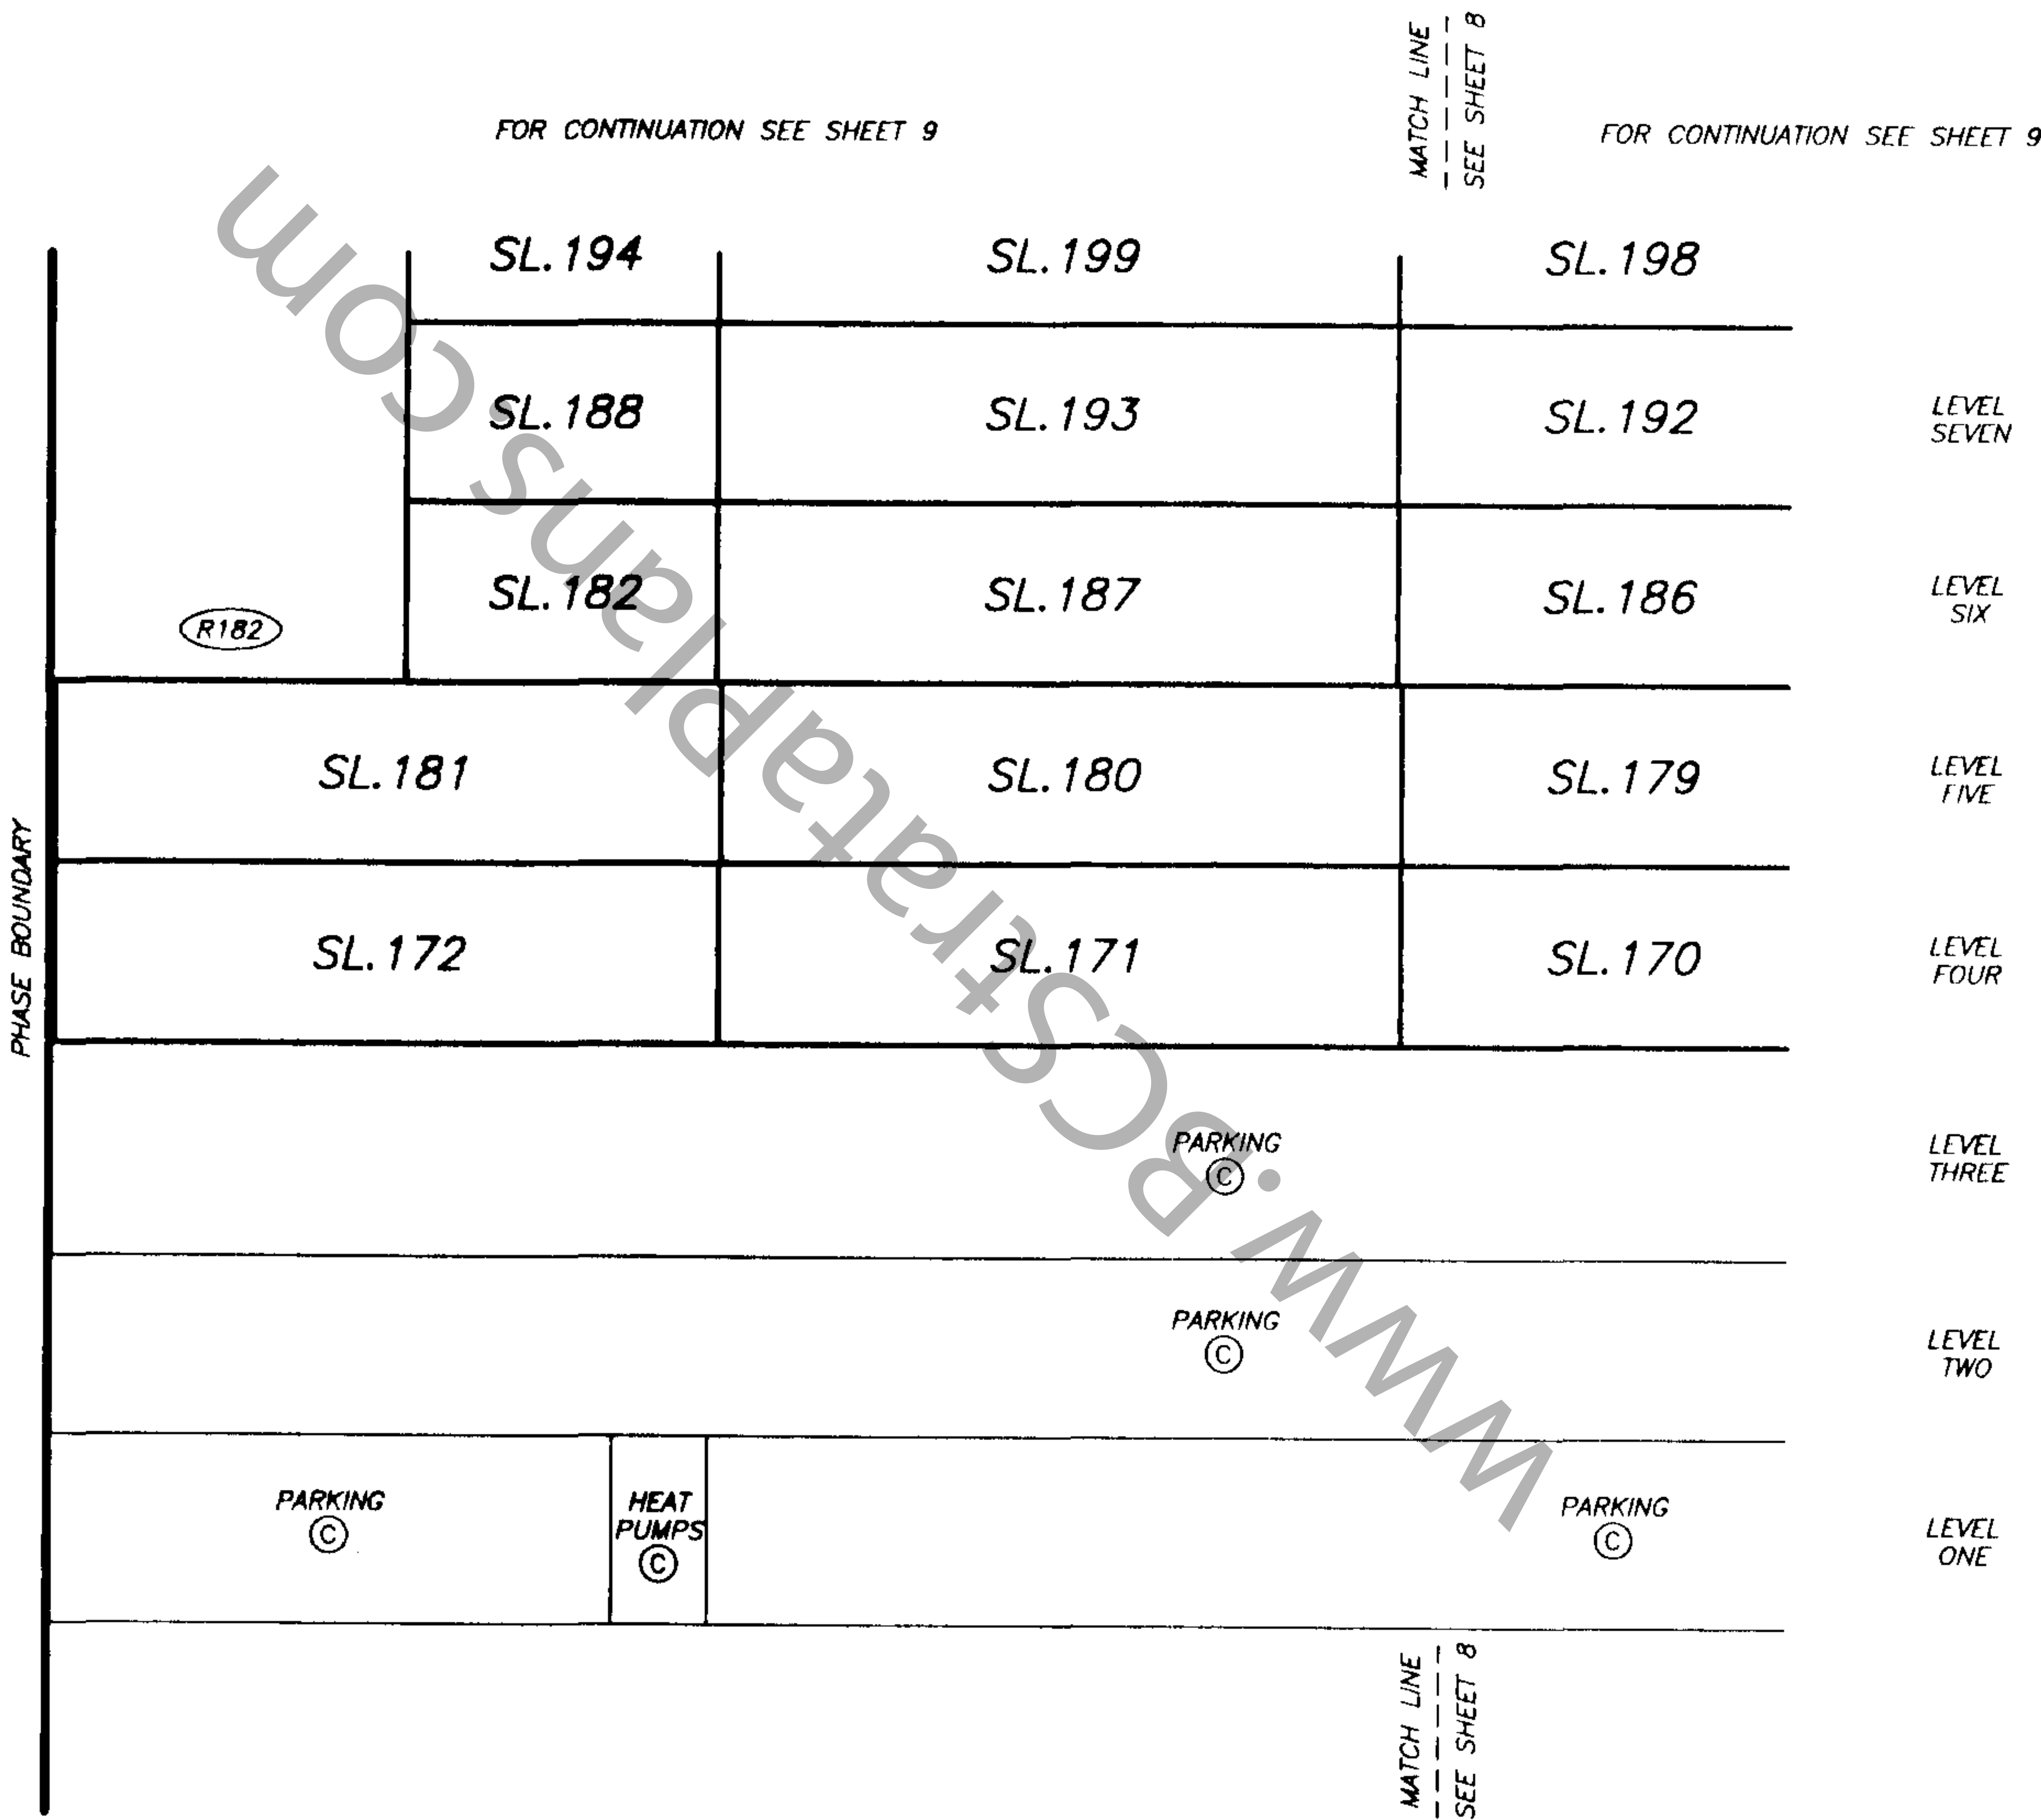 MATCH LINE
SEE SHEET 8
FOR CONTINUATION SEE SHEET 9
FOR CONTINUATION SEE SHEET 9
SL.194
SL.199
SL.198
SL.188
SL.193
SL.192
LEVEL
SEVEN
SL.182
SL.187
SL.186
LEVEL
SIX
R182
SL.181
SL.180
SL.179
LEVEL
FIVE
PHASE BOUNDARY
SL.172
SL.171
SL.170
LEVEL
FOUR
PARKING
C
LEVEL
THREE
PARKING
C
LEVEL
TWO
PARKING
C
HEAT
PUMPS
C
PARKING
C
LEVEL
ONE
MATCH LINE
SEE SHEET 8
www.BCStrataPlans.Com